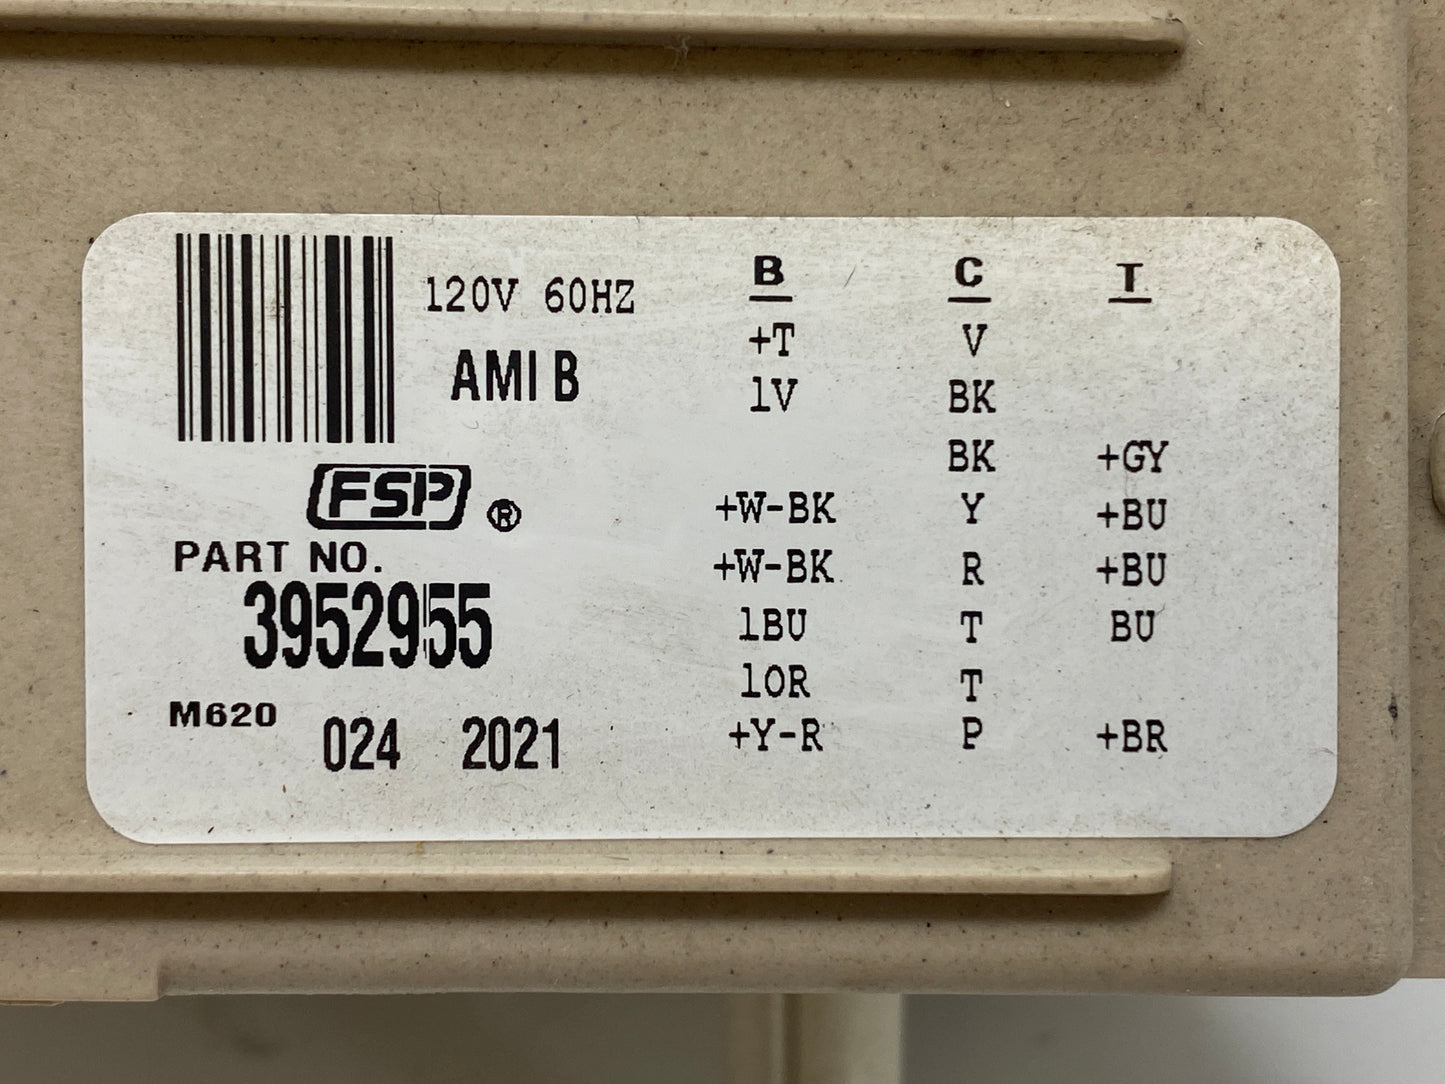 120V 60HZ
AMI B
FSP ®
PART NO.
3952955
M620 024 2021
B C T
+T V
1V BK
BK +GY
+W-BK Y +BU
+W-BK R +BU
1BU T BU
1OR T
+Y-R P +BR